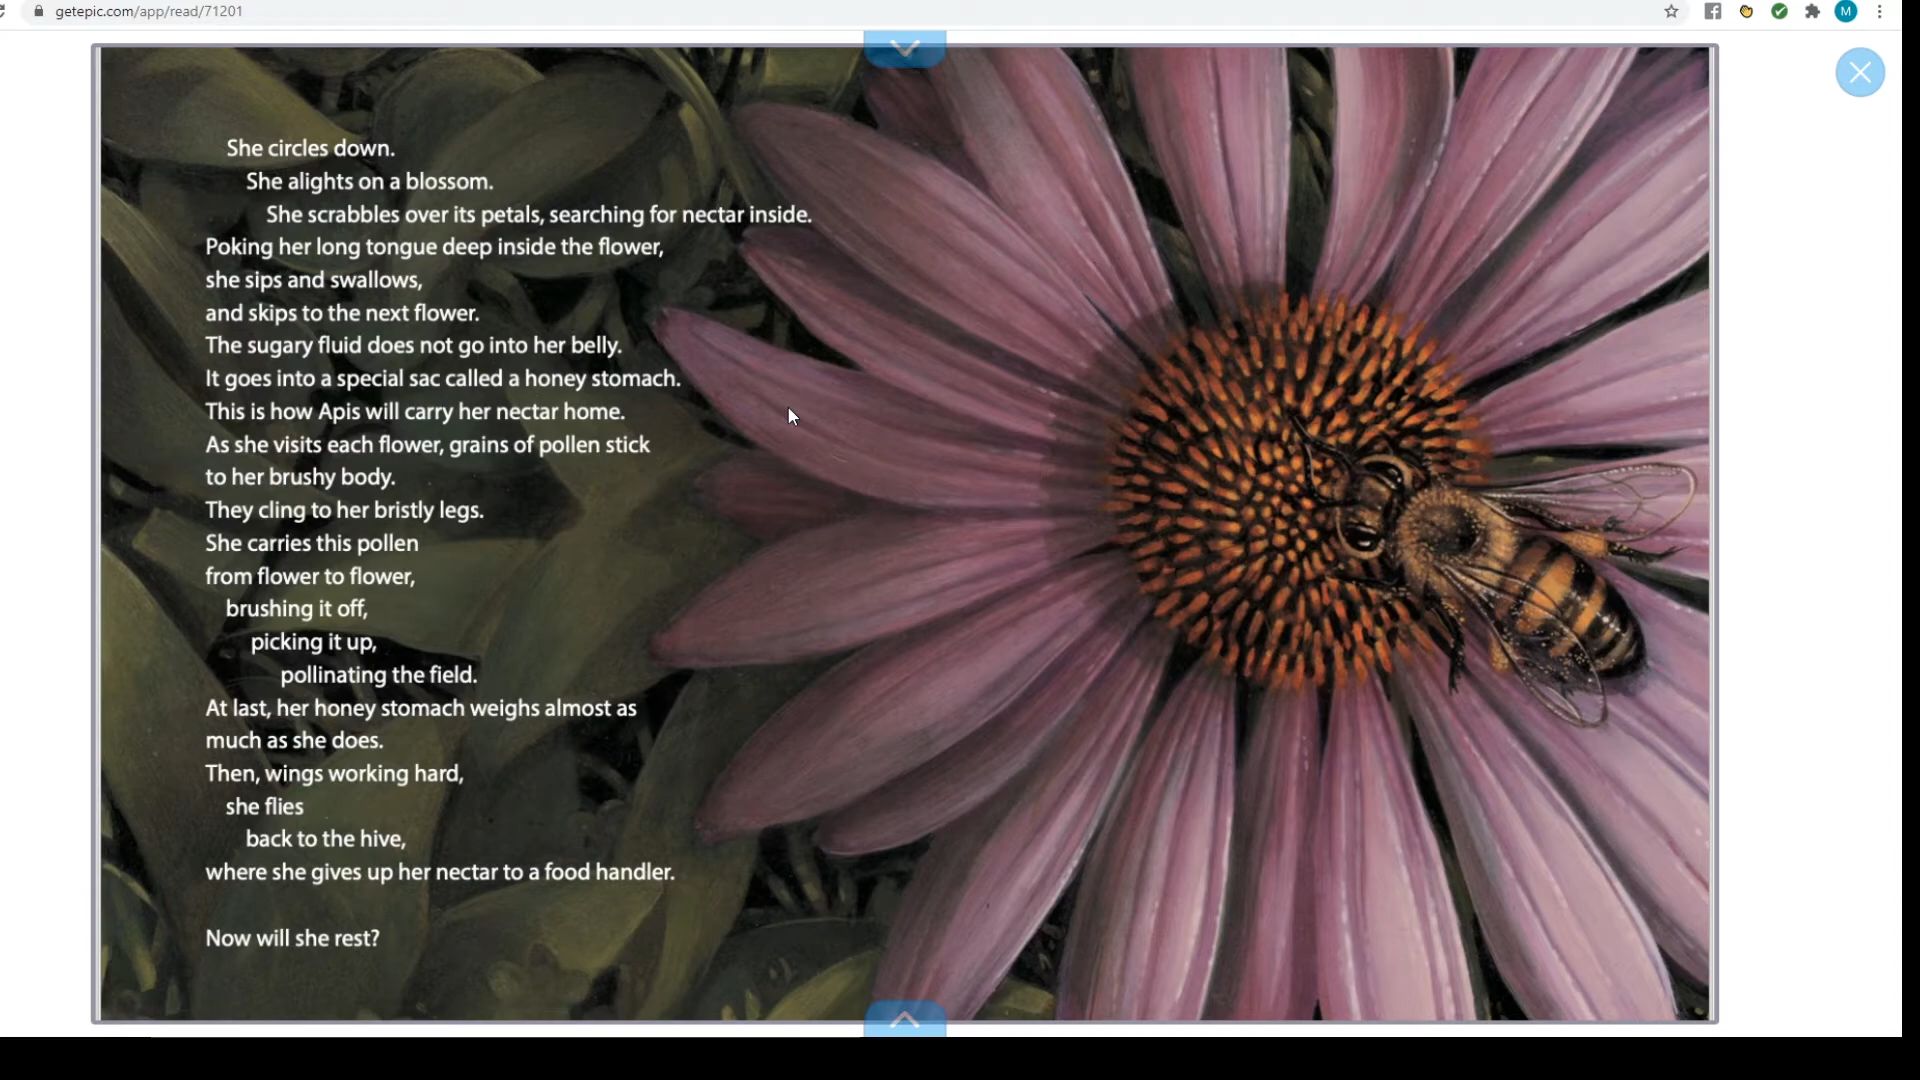 getepic.com/app/read/71201
M
She circles down.
She alights on a blossom.
She scrabbles over its petals, searching for nectar inside.
Poking her long tongue deep inside the flower,
she sips and swallows,
and skips to the next flower.
The sugary fluid does not go into her belly.
It goes into a special sac called a honey stomach.
This is how Apis will carry her nectar home.
As she visits each flower, grains of pollen stick
to her brushy body.
They cling to her bristly legs.
She carries this pollen
from flower to flower,
brushing it off,
picking it up,
pollinating the field.
At last, her honey stomach weighs almost as
much as she does.
Then, wings working hard,
she flies
back to the hive,
where she gives up her nectar to a food handler.
Now will she rest?